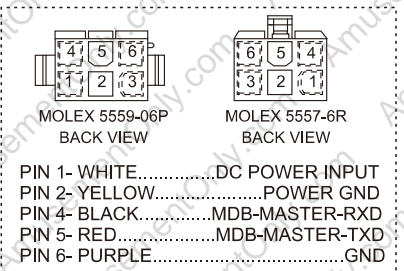 4 5 6
1 2 3
6 5 4
3 2 1
MOLEX 5559-06P
BACK VIEW
MOLEX 5557-6R
BACK VIEW
PIN 1- WHITE..............DC POWER INPUT
PIN 2- YELLOW...................POWER GND
PIN 4- BLACK.............MDB-MASTER-RXD
PIN 5- RED.................MDB-MASTER-TXD
PIN 6- PURPLE...................................GND
AmusementOnly.com